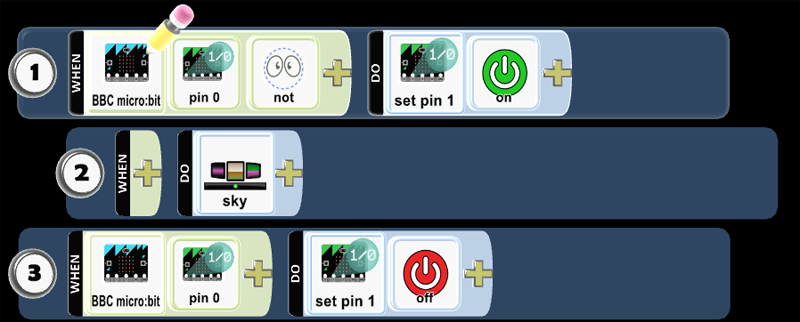 1 WHEN BBC micro:bit 1/0 pin 0 not DO 1/0 set pin 1 on
2 WHEN DO sky
3 WHEN BBC micro:bit 1/0 pin 0 DO 1/0 set pin 1 off